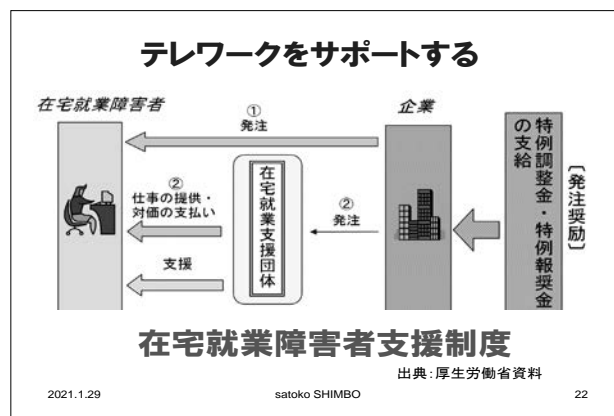 テレワークをサポートする
在宅就業障害者
企業
①
発注
②
仕事の提供・
対価の支払い
支援
在宅就業支援団体
②
発注
特例調整金・特例報奨金
の支給
〔発注奨励〕
在宅就業障害者支援制度
出典:厚生労働省資料
2021.1.29
satoko SHIMBO
22